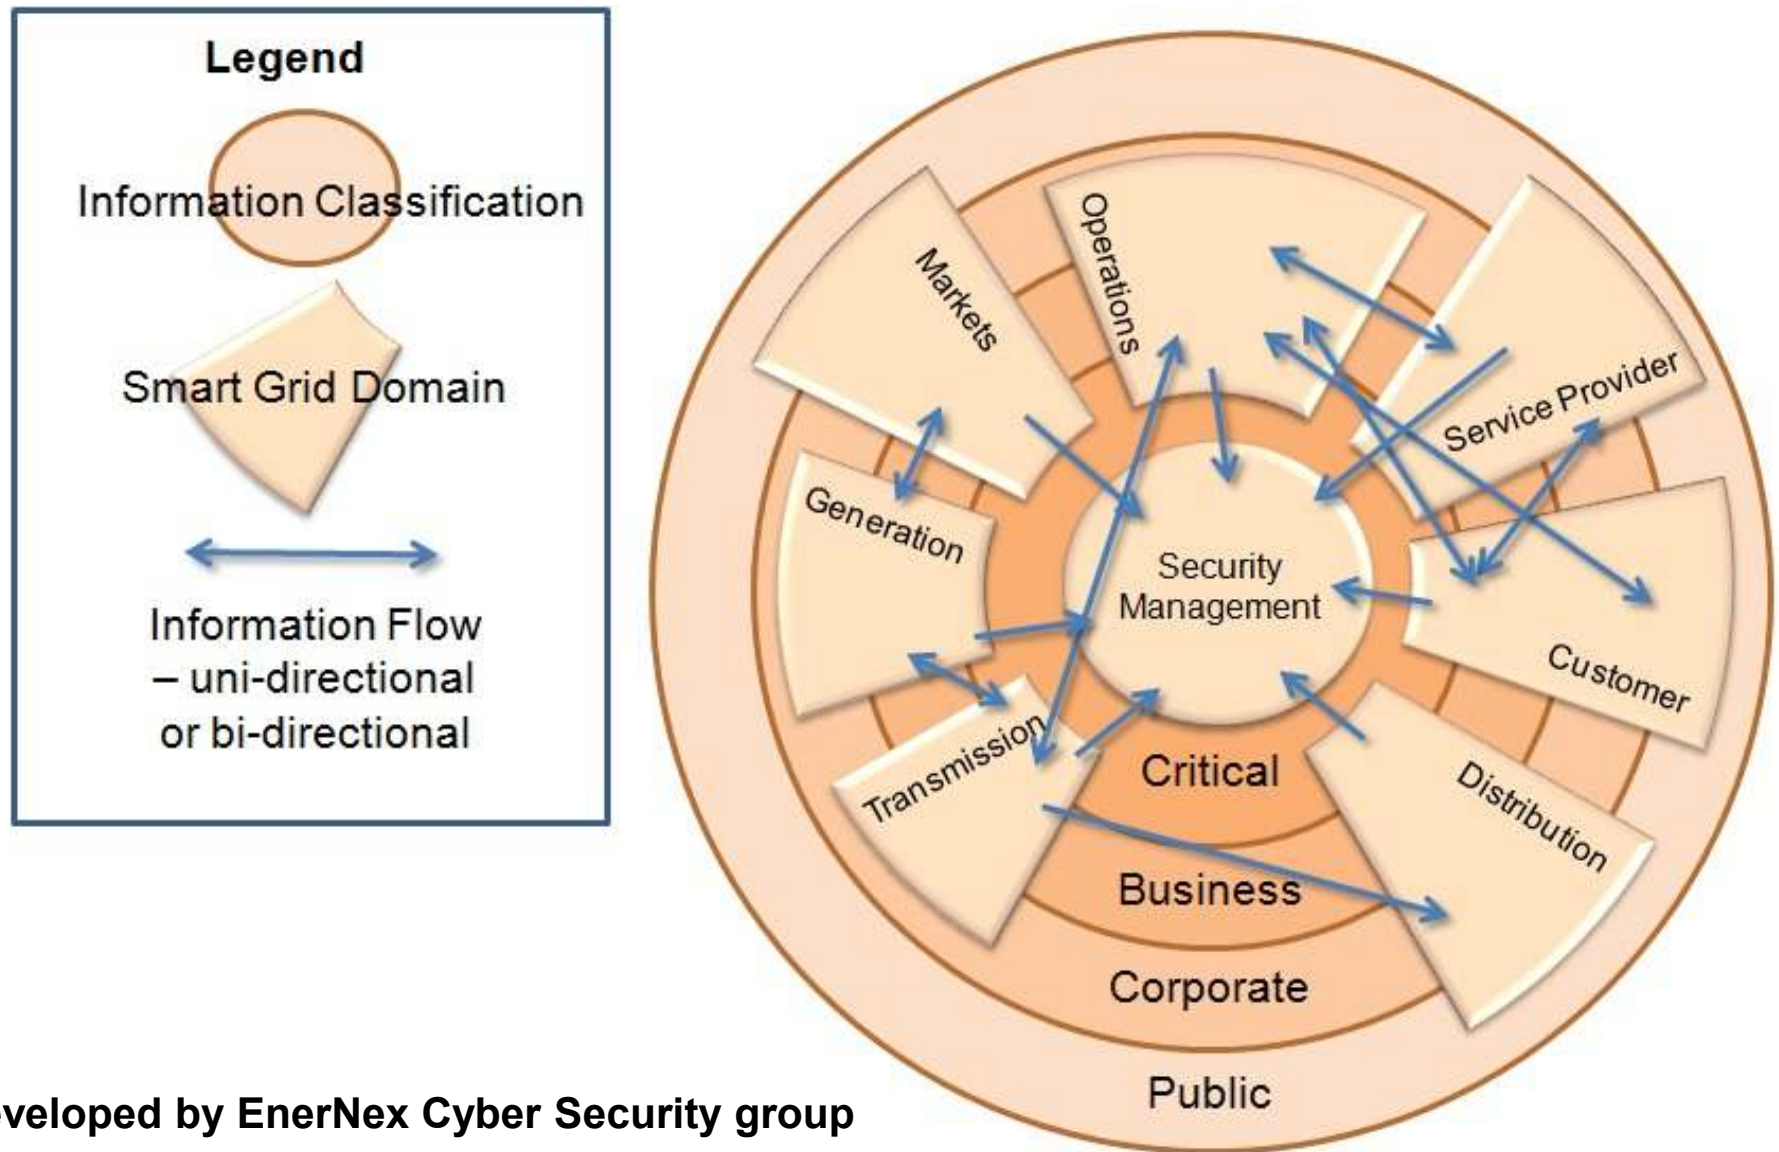 Legend
Information Classification
Smart Grid Domain
Information Flow
– uni-directional
or bi-directional
Operations
Markets
Service Provider
Generation
Security
Management
Customer
Transmission
Distribution
Critical
Business
Corporate
Public
by EnerNex Cyber Security group